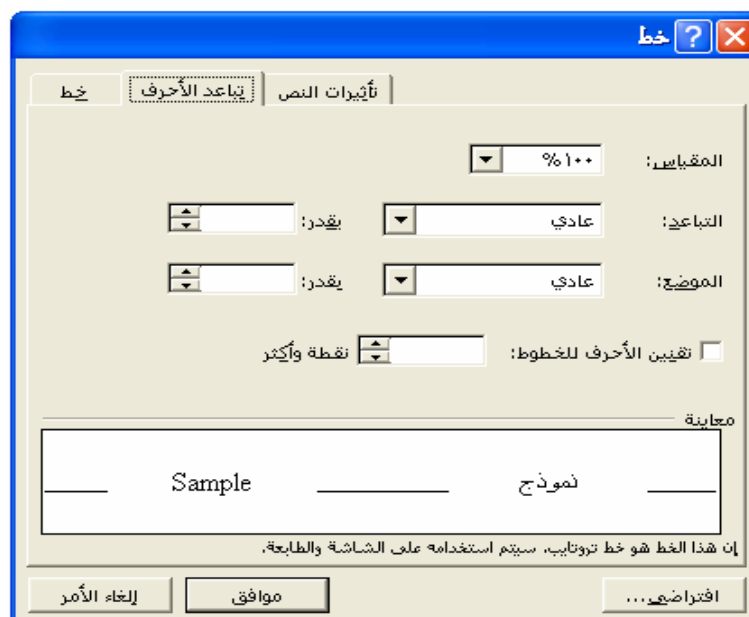 خط
خط تباعد الأحرف تأثيرات النص
المقياس: ١٠٠%
التباعد: عادي بقدر:
الموضع: عادي بقدر:
تقنين الأحرف للخطوط: نقطة وأكثر
معاينة
نموذج Sample
إن هذا الخط هو خط تروتايب، سيتم استخدامه على الشاشة والطابعة.
افتراضي... موافق إلغاء الأمر